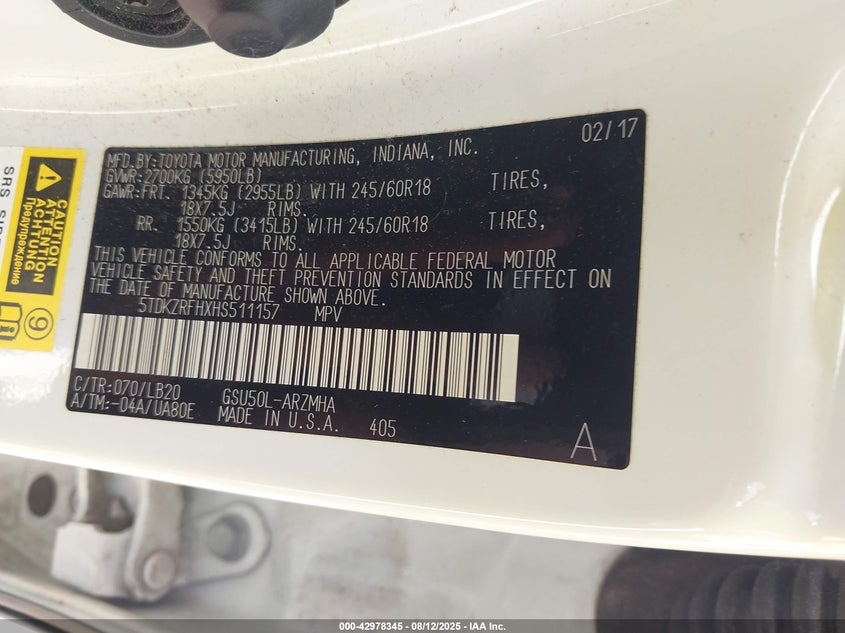 02/17
MFD.BY:TOYOTA MOTOR MANUFACTURING, INDIANA, INC.
GVWR:2700KG (5950LB)
GAWR:FRT. 1345KG (2955LB) WITH 245/60R18 TIRES,
18X7.5J RIMS.
RR. 1550KG (3415LB) WITH 245/60R18 TIRES,
18X7.5J RIMS.
THIS VEHICLE CONFORMS TO ALL APPLICABLE FEDERAL MOTOR
VEHICLE SAFETY AND THEFT PREVENTION STANDARDS IN EFFECT ON
THE DATE OF MANUFACTURE SHOWN ABOVE.
5TDKZRFHXHS511157 MPV
C/TR:070/LB20 GSU50L-ARZMHA
A/TM:-04A/UA80E MADE IN U.S.A. 405
A
SRS
CAUTION
ATTENTION
ACHTUNG
Предупреждение
9
000-42978345 - 08/12/2025 - IAA Inc.